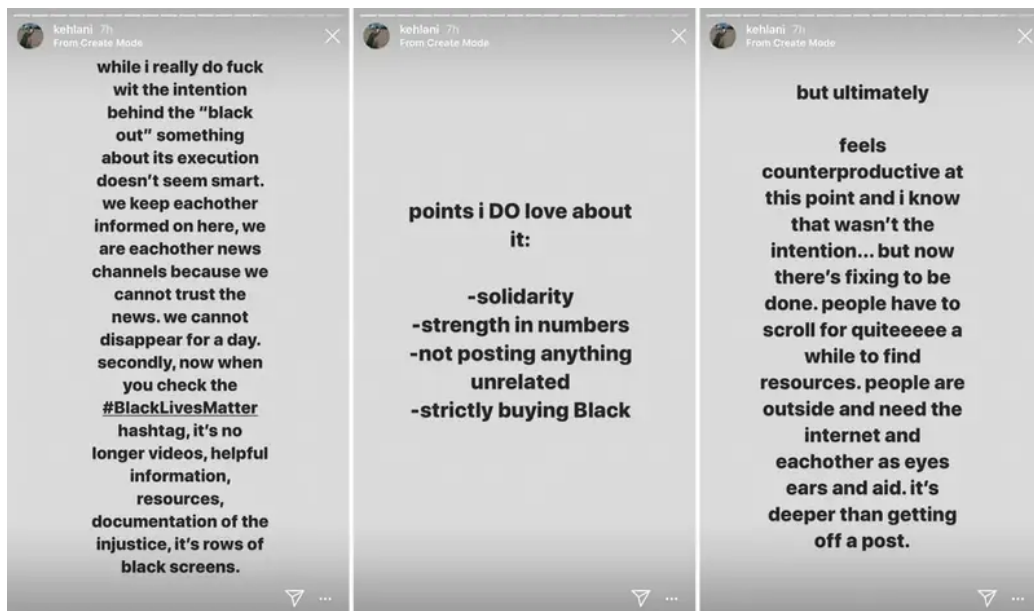 kehlani 7h
From Create Mode
while i really do fuck
wit the intention
behind the “black
out” something
about its execution
doesn’t seem smart.
we keep eachother
informed on here, we
are eachother news
channels because we
cannot trust the
news. we cannot
disappear for a day.
secondly, now when
you check the
#BlackLivesMatter
hashtag, it’s no
longer videos, helpful
information,
resources,
documentation of the
injustice, it’s rows of
black screens.
kehlani 7h
From Create Mode
points i DO love about
it:
-solidarity
-strength in numbers
-not posting anything
unrelated
-strictly buying Black
kehlani 7h
From Create Mode
but ultimately
feels
counterproductive at
this point and i know
that wasn’t the
intention... but now
there’s fixing to be
done. people have to
scroll for quiteeeee a
while to find
resources. people are
outside and need the
internet and
eachother as eyes
ears and aid. it’s
deeper than getting
off a post.